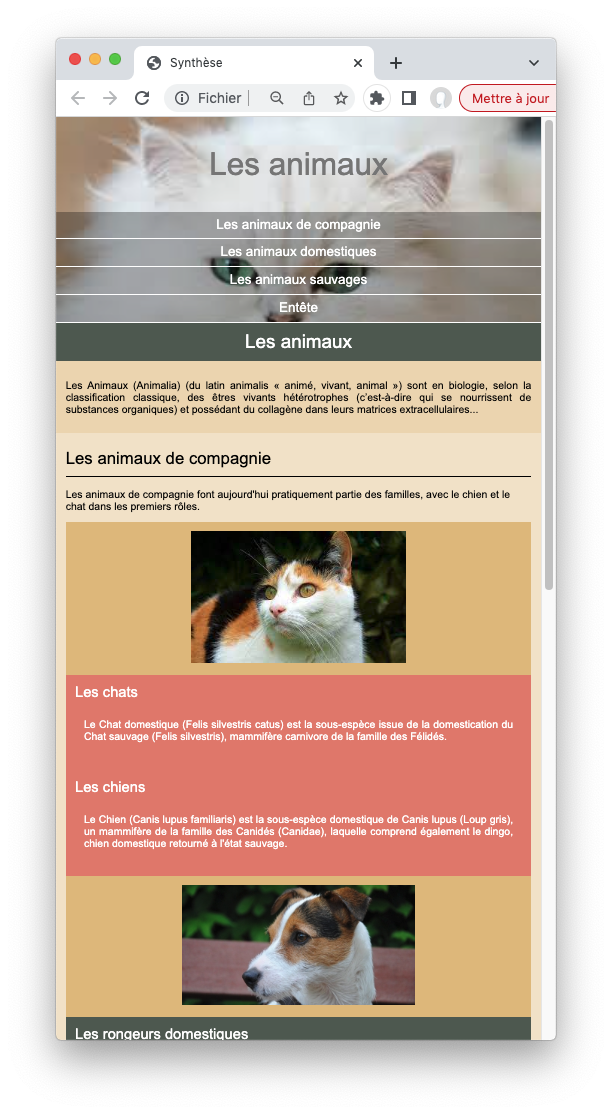 Synthèse
Fichier
Mettre à jour
Les animaux
Les animaux de compagnie
Les animaux domestiques
Les animaux sauvages
Entête
Les animaux
Les Animaux (Animalia) (du latin animalis « animé, vivant, animal ») sont en biologie, selon la
classification classique, des êtres vivants hétérotrophes (c'est-à-dire qui se nourrissent de
substances organiques) et possédant du collagène dans leurs matrices extracellulaires...
Les animaux de compagnie
Les animaux de compagnie font aujourd'hui pratiquement partie des familles, avec le chien et le
chat dans les premiers rôles.
Les chats
Le Chat domestique (Felis silvestris catus) est la sous-espèce issue de la domestication du
Chat sauvage (Felis silvestris), mammifère carnivore de la famille des Félidés.
Les chiens
Le Chien (Canis lupus familiaris) est la sous-espèce domestique de Canis lupus (Loup gris),
un mammifère de la famille des Canidés (Canidae), laquelle comprend également le dingo,
chien domestique retourné à l'état sauvage.
Les rongeurs domestiques